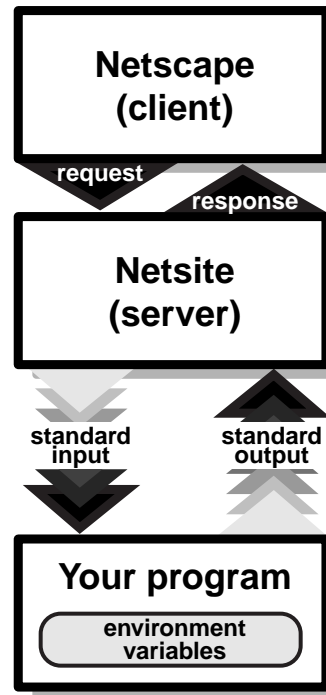 Netscape
(client)
request
response
Netsite
(server)
standard
input
standard
output
Your program
environment
variables